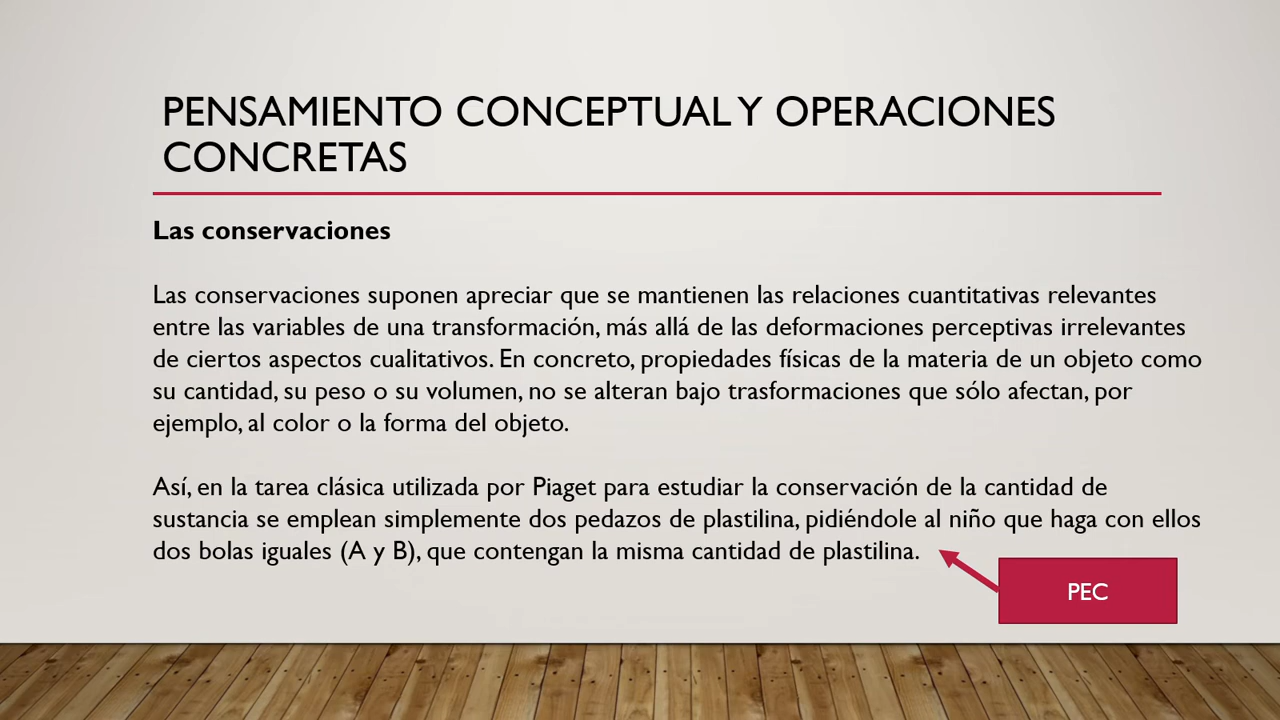 PENSAMIENTO CONCEPTUAL Y OPERACIONES
CONCRETAS
Las conservaciones
Las conservaciones suponen apreciar que se mantienen las relaciones cuantitativas relevantes
entre las variables de una transformación, más allá de las deformaciones perceptivas irrelevantes
de ciertos aspectos cualitativos. En concreto, propiedades físicas de la materia de un objeto como
su cantidad, su peso o su volumen, no se alteran bajo trasformaciones que sólo afectan, por
ejemplo, al color o la forma del objeto.
Así, en la tarea clásica utilizada por Piaget para estudiar la conservación de la cantidad de
sustancia se emplean simplemente dos pedazos de plastilina, pidiéndole al niño que haga con ellos
dos bolas iguales (A y B), que contengan la misma cantidad de plastilina.
PEC